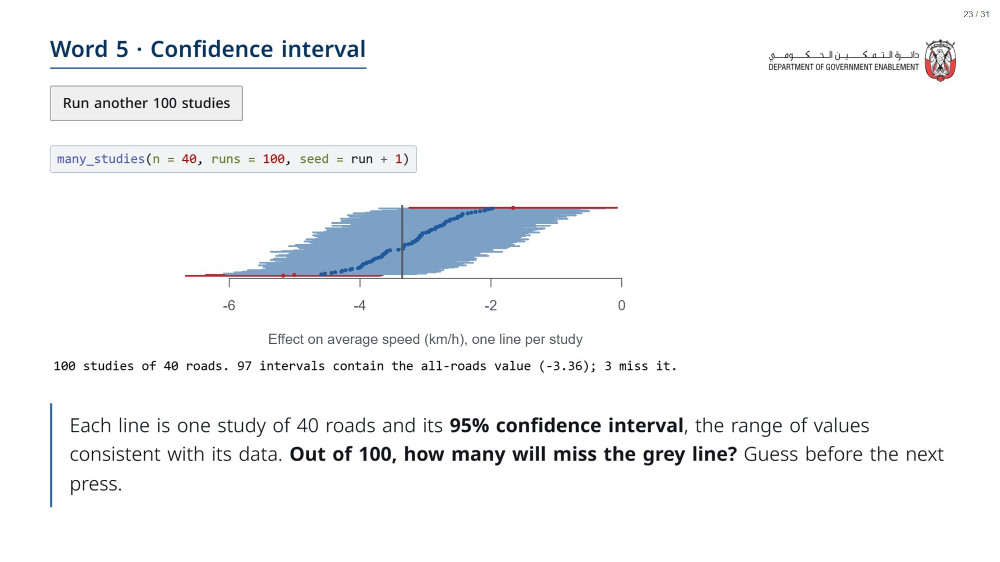 23 / 31
Word 5 · Confidence interval
دائرة التمكين الحكومي
DEPARTMENT OF GOVERNMENT ENABLEMENT
Run another 100 studies
many_studies(n = 40, runs = 100, seed = run + 1)
-6 -4 -2 0
Effect on average speed (km/h), one line per study
100 studies of 40 roads. 97 intervals contain the all-roads value (-3.36); 3 miss it.
Each line is one study of 40 roads and its 95% confidence interval, the range of values
consistent with its data. Out of 100, how many will miss the grey line? Guess before the next
press.